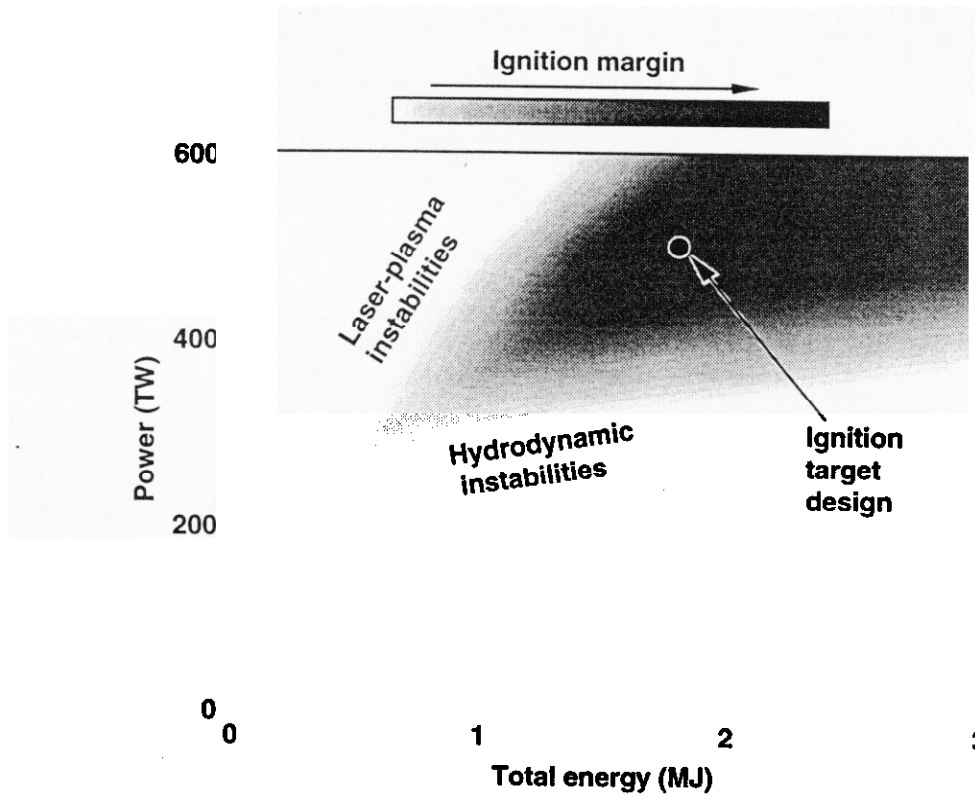 Ignition margin
600
Laser-plasma
instabilities
400
Power (TW)
Hydrodynamic
instabilities
Ignition
target
design
200
0
0
1
2
3
Total energy (MJ)